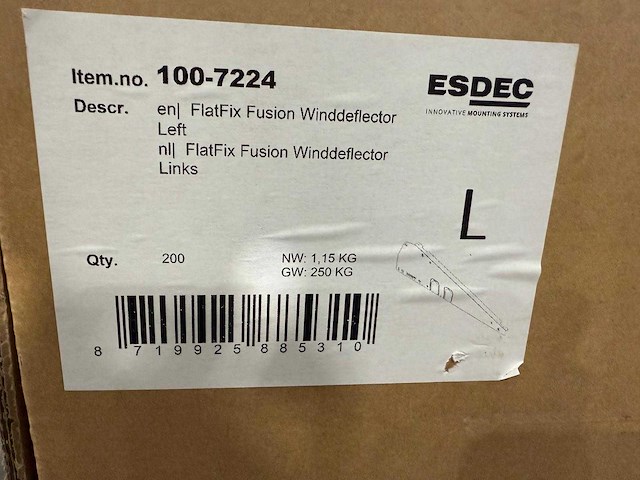 Item.no. 100-7224
ESDEC
INNOVATIVE MOUNTING SYSTEMS
Descr. en| FlatFix Fusion Winddeflector
Left
nl| FlatFix Fusion Winddeflector
Links
L
Qty. 200 NW: 1,15 KG
GW: 250 KG
8 719925 885310